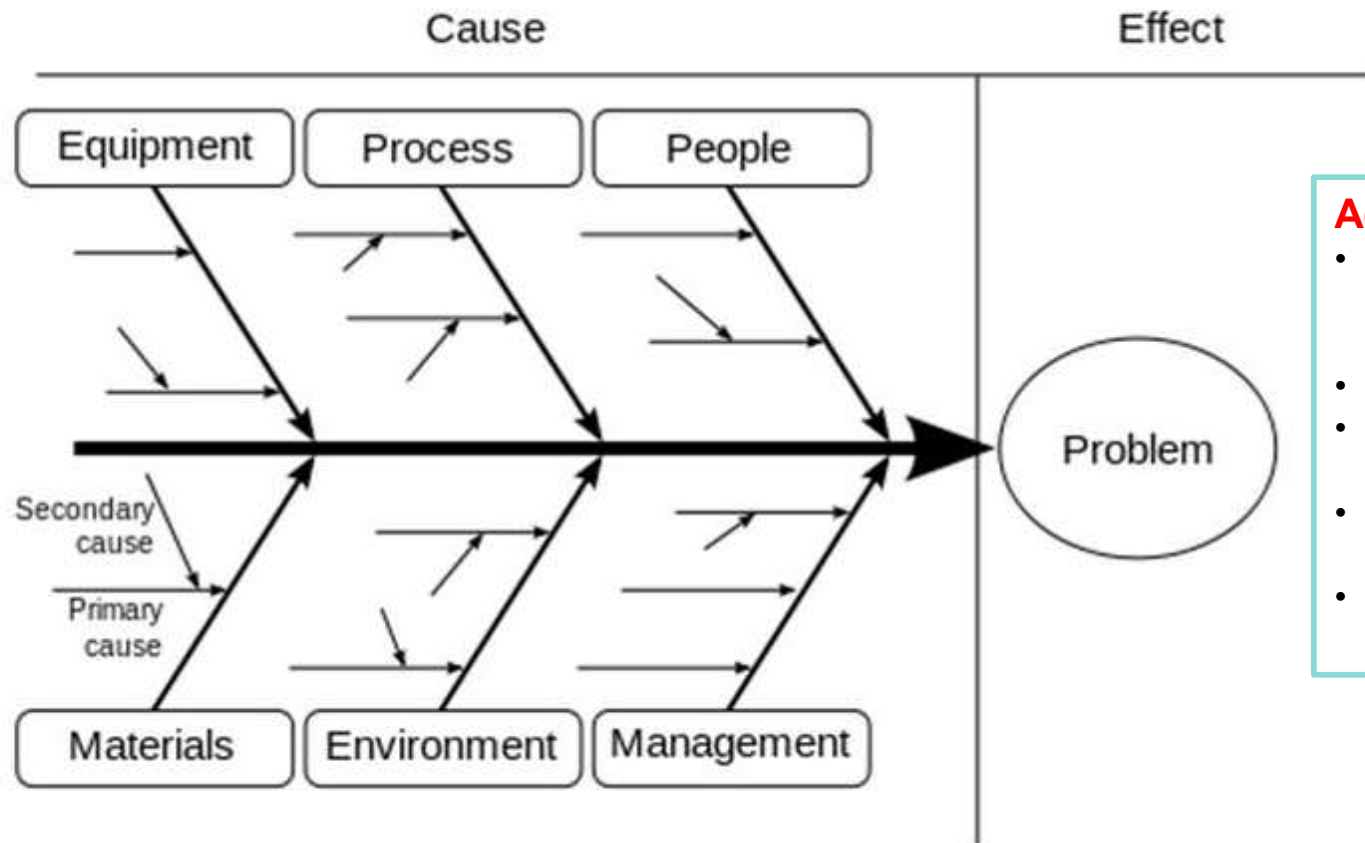 Cause
Effect
Equipment
Process
People
Problem
Secondary
cause
Primary
cause
Materials
Environment
Management